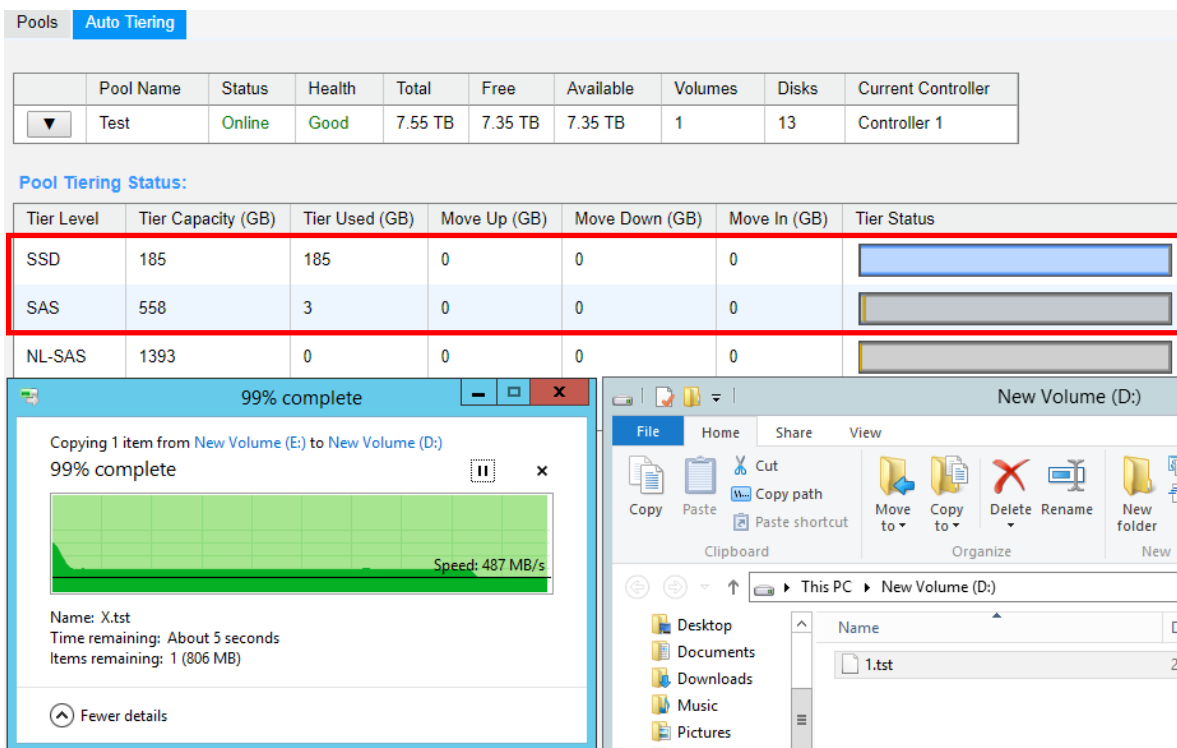 Pools Auto Tiering
Pool Name Status Health Total Free Available Volumes Disks Current Controller
▼ Test Online Good 7.55 TB 7.35 TB 7.35 TB 1 13 Controller 1
Pool Tiering Status:
Tier Level Tier Capacity (GB) Tier Used (GB) Move Up (GB) Move Down (GB) Move In (GB) Tier Status
SSD 185 185 0 0 0
SAS 558 3 0 0 0
NL-SAS 1393 0 0 0 0
99% complete
Copying 1 item from New Volume (E:) to New Volume (D:)
99% complete
Speed: 487 MB/s
Name: X.tst
Time remaining: About 5 seconds
Items remaining: 1 (806 MB)
Fewer details
New Volume (D:)
File Home Share View
Copy
Paste
Cut
Copy path
Paste shortcut
Clipboard
Move to
Copy to
Delete
Rename
Organize
New folder
New
This PC New Volume (D:)
Desktop
Documents
Downloads
Music
Pictures
Name
1.tst